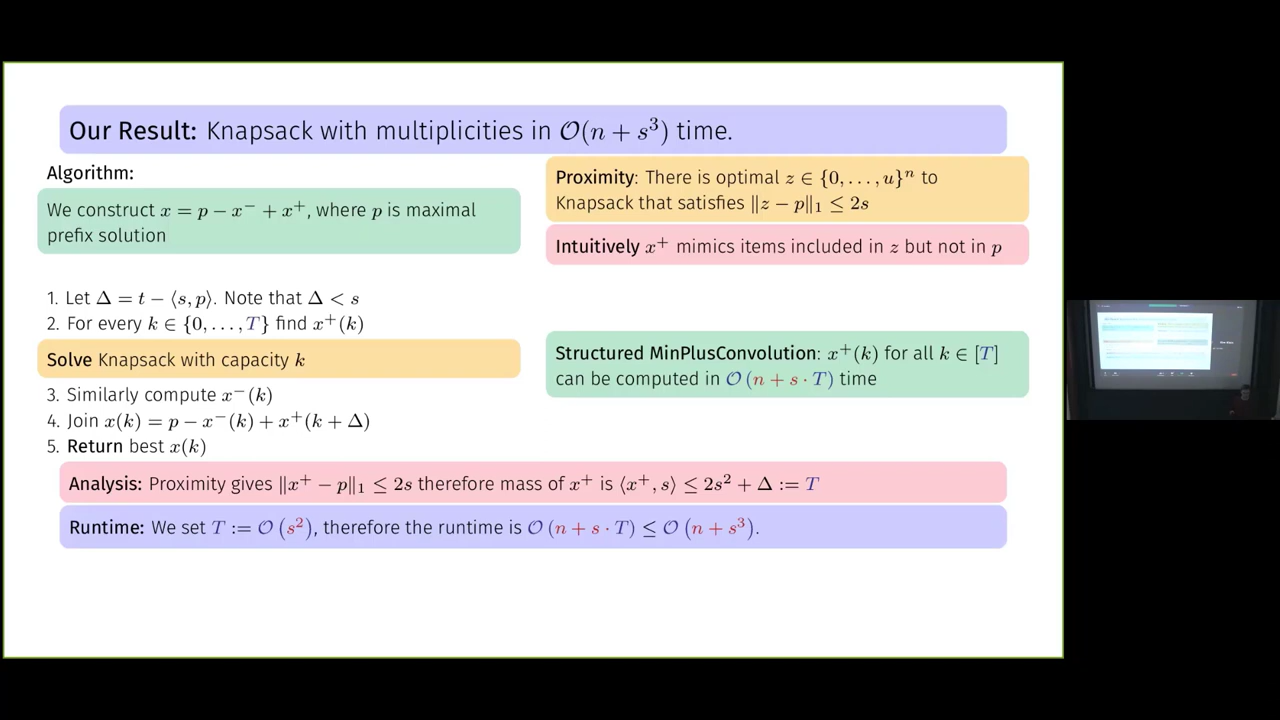 Our Result: Knapsack with multiplicities in 𝒪(n + s³) time.
Algorithm:
We construct x = p − x⁻ + x⁺, where p is maximal
prefix solution
Proximity: There is optimal z ∈ {0, . . . , u}ⁿ to
Knapsack that satisfies ‖z − p‖₁ ≤ 2s
Intuitively x⁺ mimics items included in z but not in p
1. Let Δ = t − ⟨s, p⟩. Note that Δ < s
2. For every k ∈ {0, . . . , T} find x⁺(k)
Solve Knapsack with capacity k
3. Similarly compute x⁻(k)
4. Join x(k) = p − x⁻(k) + x⁺(k + Δ)
5. Return best x(k)
Structured MinPlusConvolution: x⁺(k) for all k ∈ [T]
can be computed in 𝒪 (n + s · T) time
Analysis: Proximity gives ‖x⁺ − p‖₁ ≤ 2s therefore mass of x⁺ is ⟨x⁺, s⟩ ≤ 2s² + Δ := T
Runtime: We set T := 𝒪 (s²), therefore the runtime is 𝒪 (n + s · T) ≤ 𝒪 (n + s³).